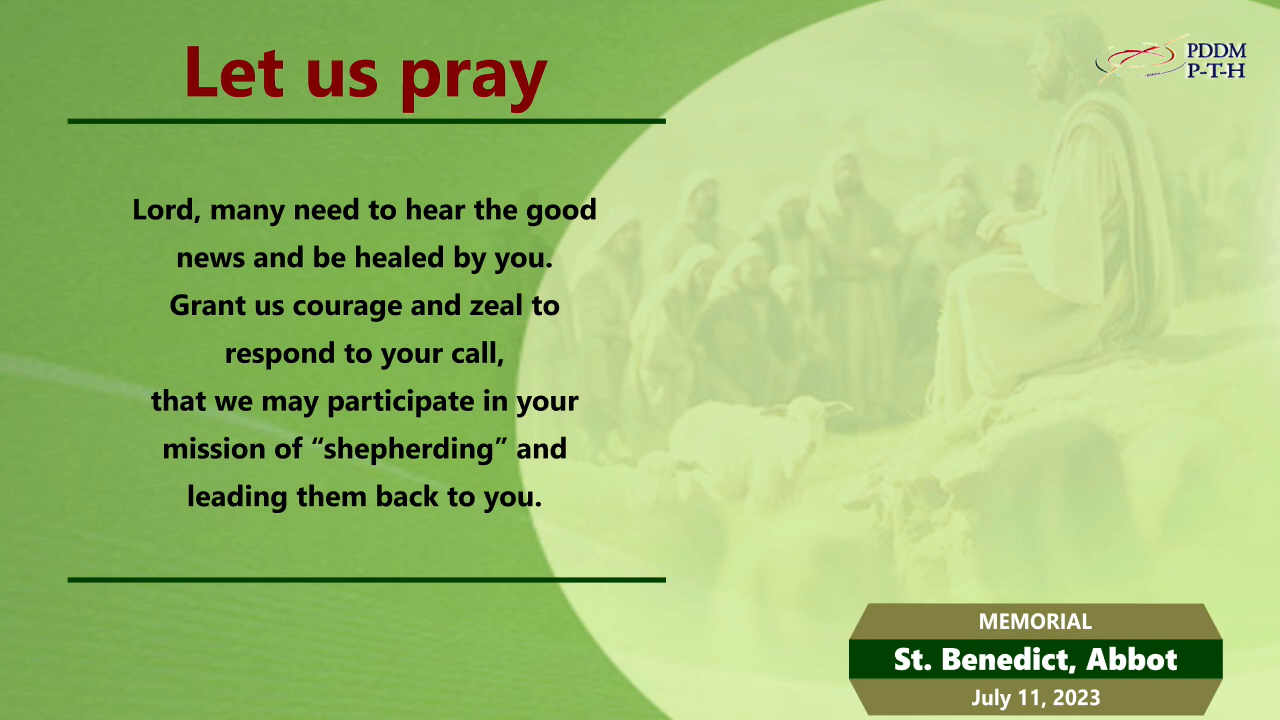 Let us pray
PDDM
P-T-H
Lord, many need to hear the good
news and be healed by you.
Grant us courage and zeal to
respond to your call,
that we may participate in your
mission of “shepherding” and
leading them back to you.
MEMORIAL
St. Benedict, Abbot
July 11, 2023